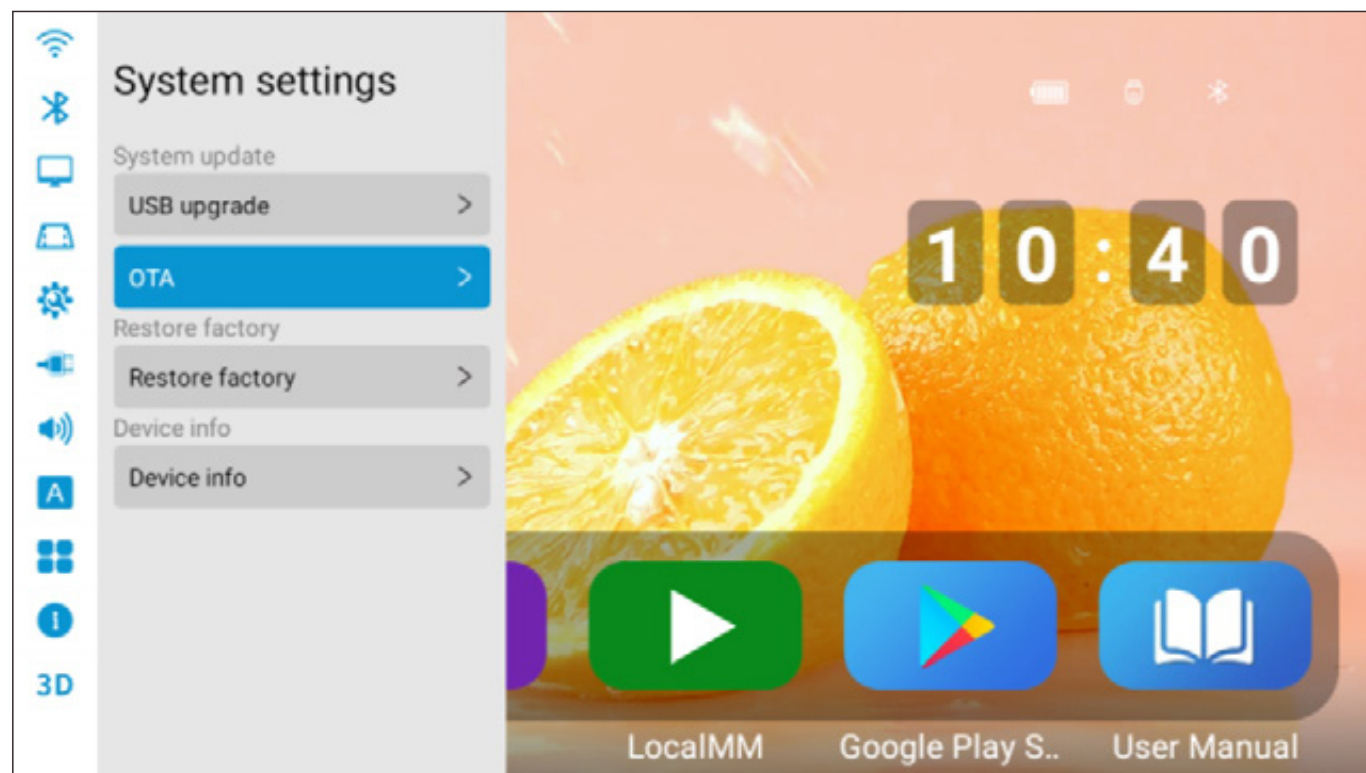 System settings
System update
USB upgrade >
OTA >
Restore factory
Restore factory >
Device info
Device info >
A
i
3D
10:40
LocalMM
Google Play S..
User Manual